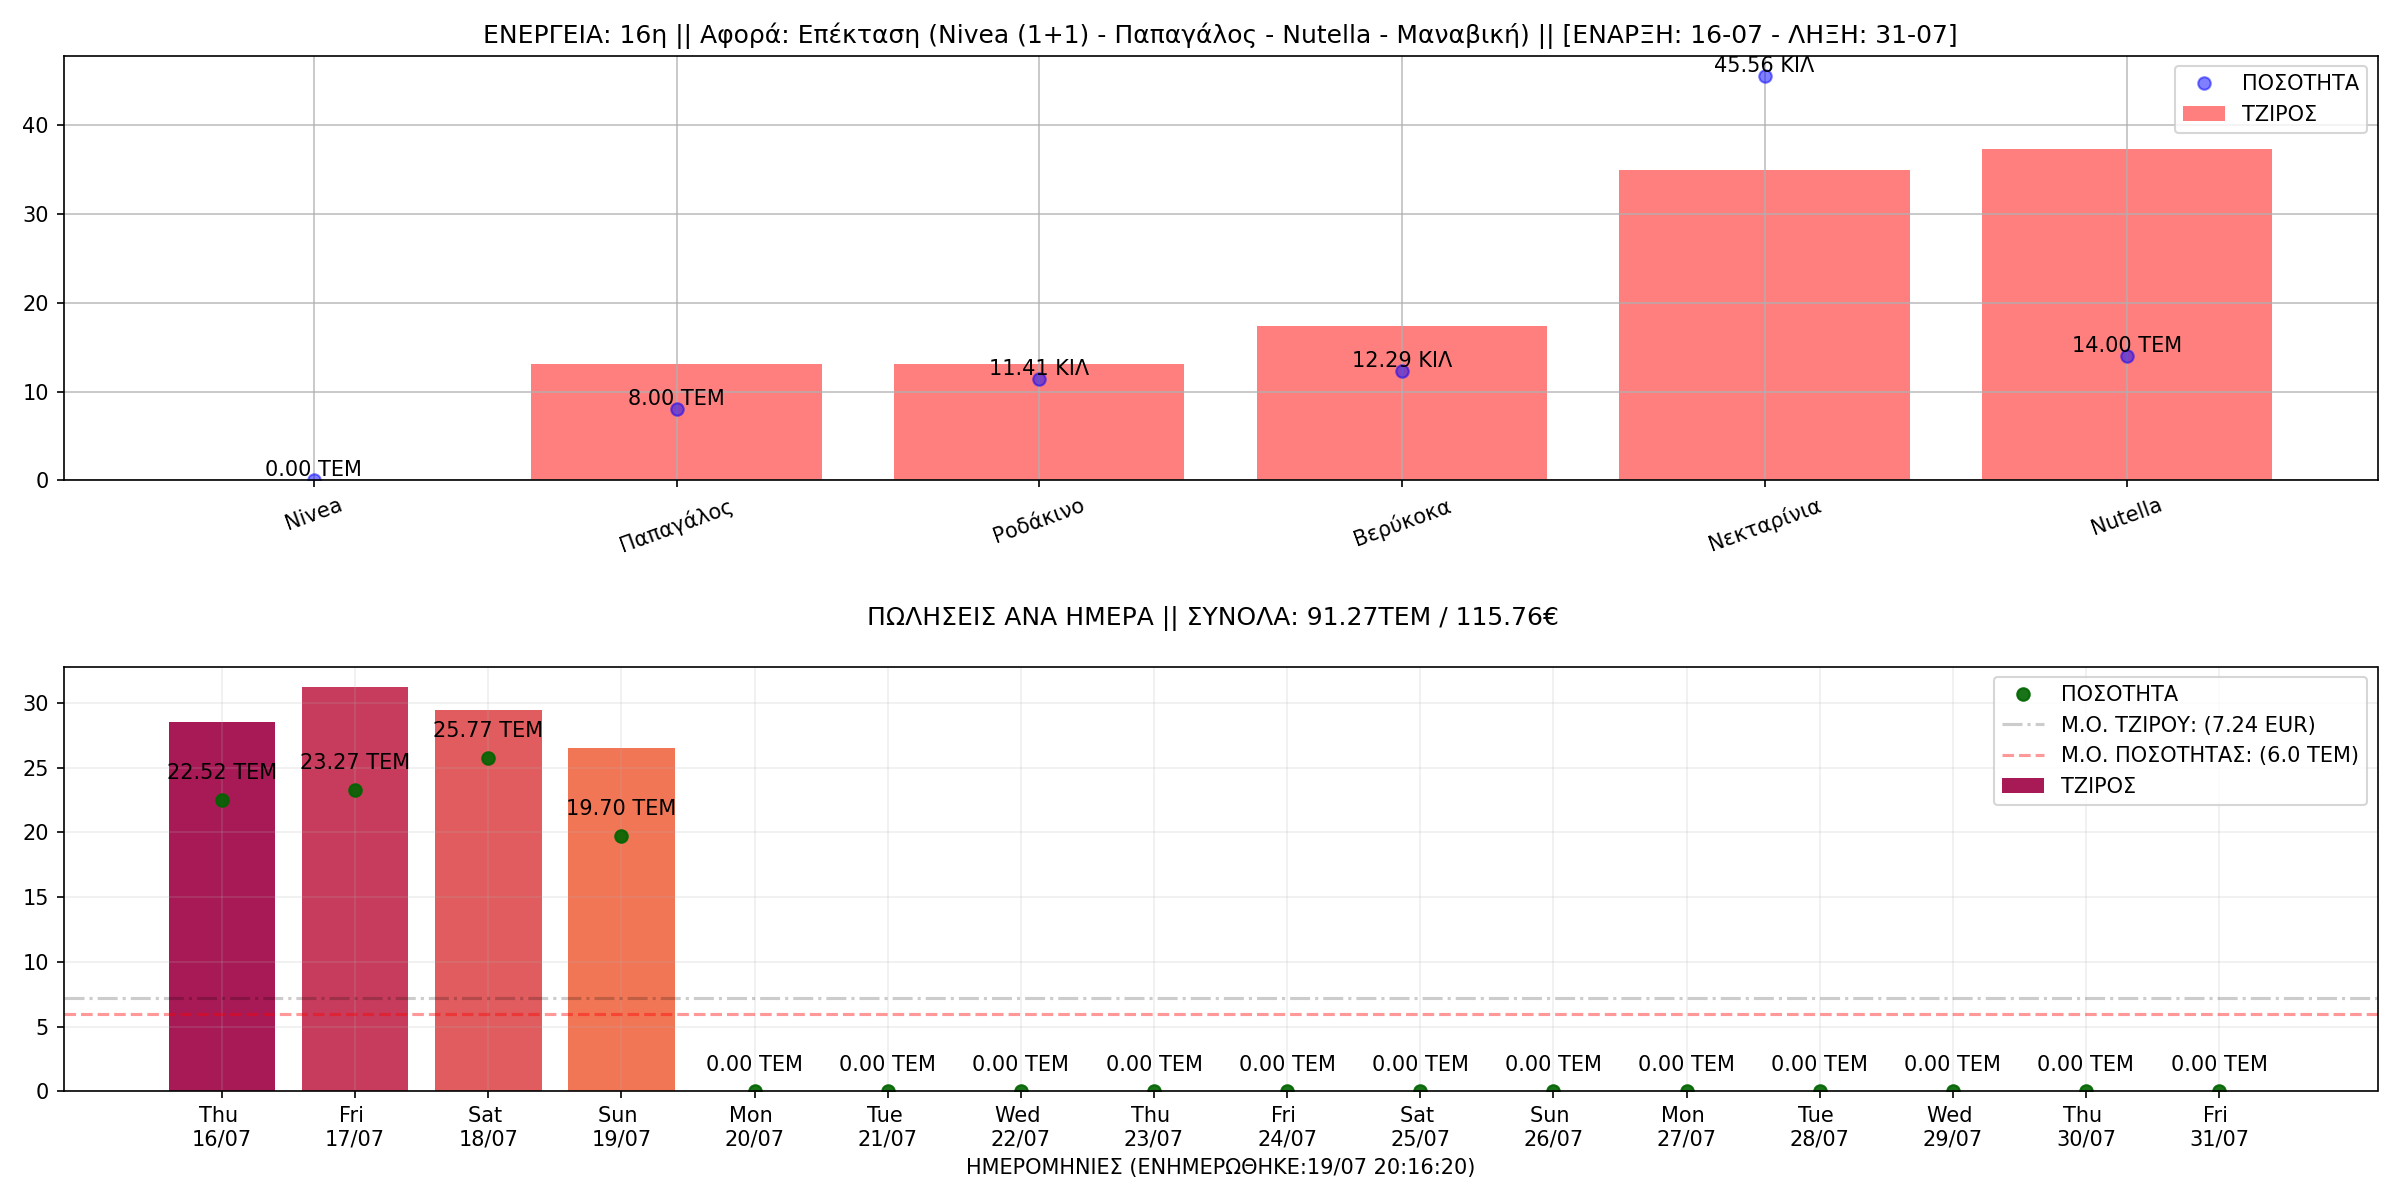 ΕΝΕΡΓΕΙΑ: 16η || Αφορά: Επέκταση (Nivea (1+1) - Παπαγάλος - Nutella - Μαναβική) || [ΕΝΑΡΞΗ: 16-07 - ΛΗΞΗ: 31-07]
45.56 ΚΙΛ
ΠΟΣΟΤΗΤΑ
ΤΖΙΡΟΣ
40
30
20
10
0
0.00 ΤΕΜ
8.00 ΤΕΜ
11.41 ΚΙΛ
12.29 ΚΙΛ
14.00 ΤΕΜ
Nivea
Παπαγάλος
Ροδάκινο
Βερύκοκα
Νεκταρίνια
Nutella
ΠΩΛΗΣΕΙΣ ΑΝΑ ΗΜΕΡΑ || ΣΥΝΟΛΑ: 91.27ΤΕΜ / 115.76€
ΠΟΣΟΤΗΤΑ
Μ.Ο. ΤΖΙΡΟΥ: (7.24 EUR)
Μ.Ο. ΠΟΣΟΤΗΤΑΣ: (6.0 ΤΕΜ)
ΤΖΙΡΟΣ
30
25
20
15
10
5
0
22.52 ΤΕΜ
23.27 ΤΕΜ
25.77 ΤΕΜ
19.70 ΤΕΜ
0.00 ΤΕΜ
0.00 ΤΕΜ
0.00 ΤΕΜ
0.00 ΤΕΜ
0.00 ΤΕΜ
0.00 ΤΕΜ
0.00 ΤΕΜ
0.00 ΤΕΜ
0.00 ΤΕΜ
0.00 ΤΕΜ
0.00 ΤΕΜ
0.00 ΤΕΜ
Thu
16/07
Fri
17/07
Sat
18/07
Sun
19/07
Mon
20/07
Tue
21/07
Wed
22/07
Thu
23/07
Fri
24/07
Sat
25/07
Sun
26/07
Mon
27/07
Tue
28/07
Wed
29/07
Thu
30/07
Fri
31/07
ΗΜΕΡΟΜΗΝΙΕΣ (ΕΝΗΜΕΡΩΘΗΚΕ:19/07 20:16:20)